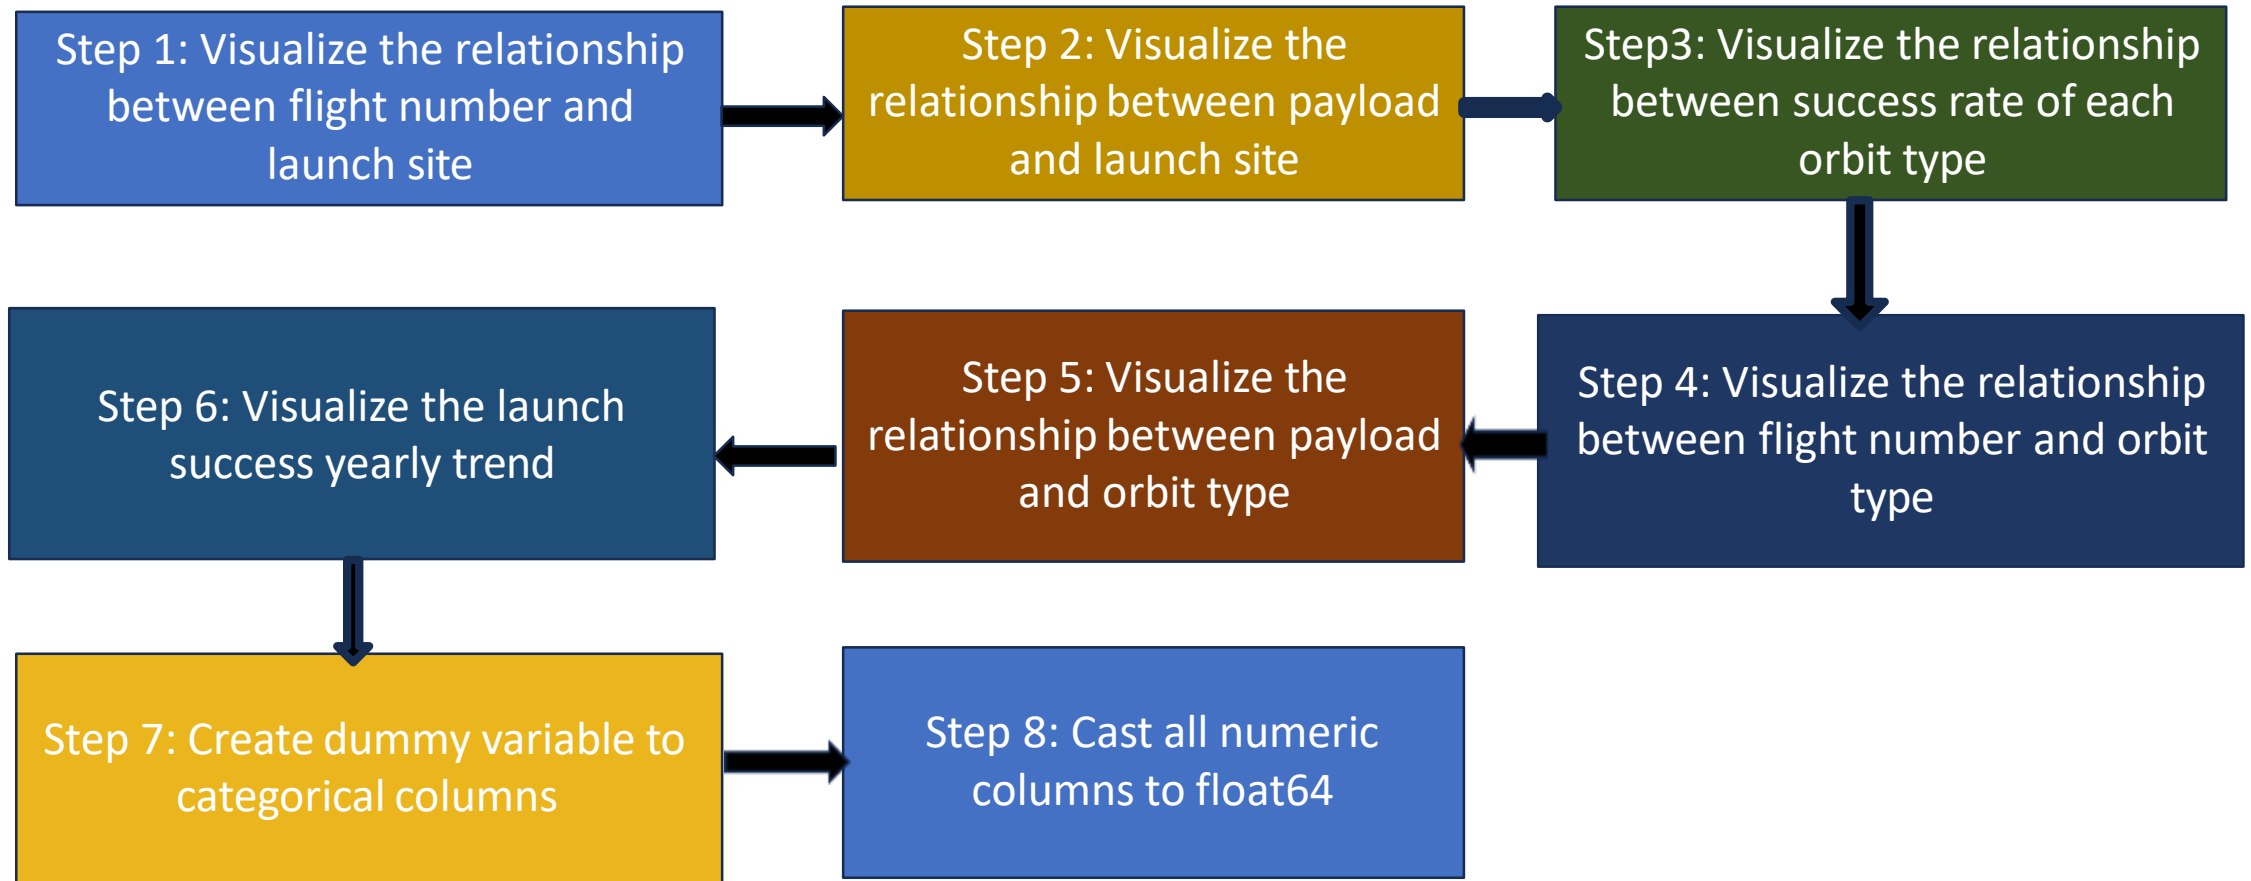 Step 1: Visualize the relationship
between flight number and
launch site
Step 2: Visualize the
relationship between payload
and launch site
Step3: Visualize the relationship
between success rate of each
orbit type
Step 4: Visualize the relationship
between flight number and orbit
type
Step 5: Visualize the
relationship between payload
and orbit type
Step 6: Visualize the launch
success yearly trend
Step 7: Create dummy variable to
categorical columns
Step 8: Cast all numeric
columns to float64